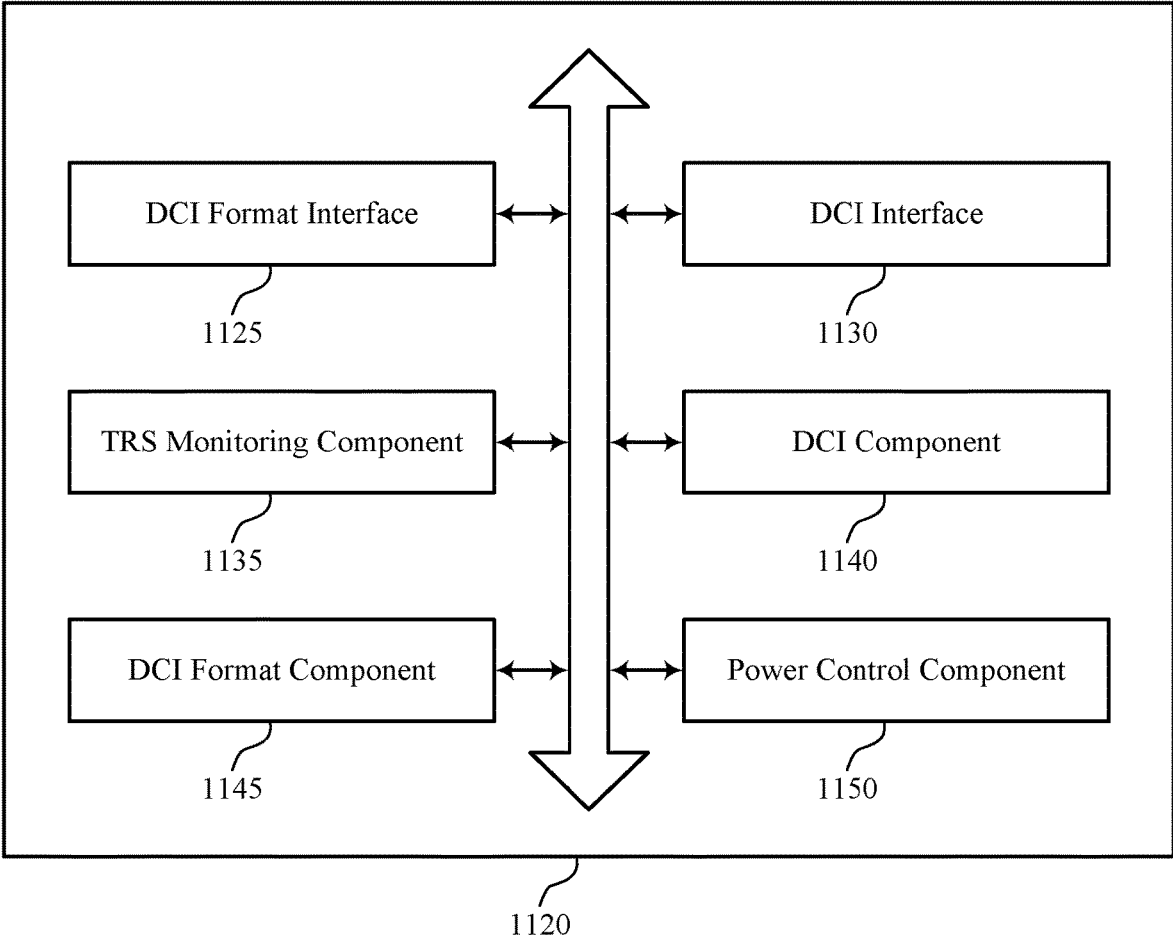 DCI Format Interface
1125
DCI Interface
1130
TRS Monitoring Component
1135
DCI Component
1140
DCI Format Component
1145
Power Control Component
1150
1120